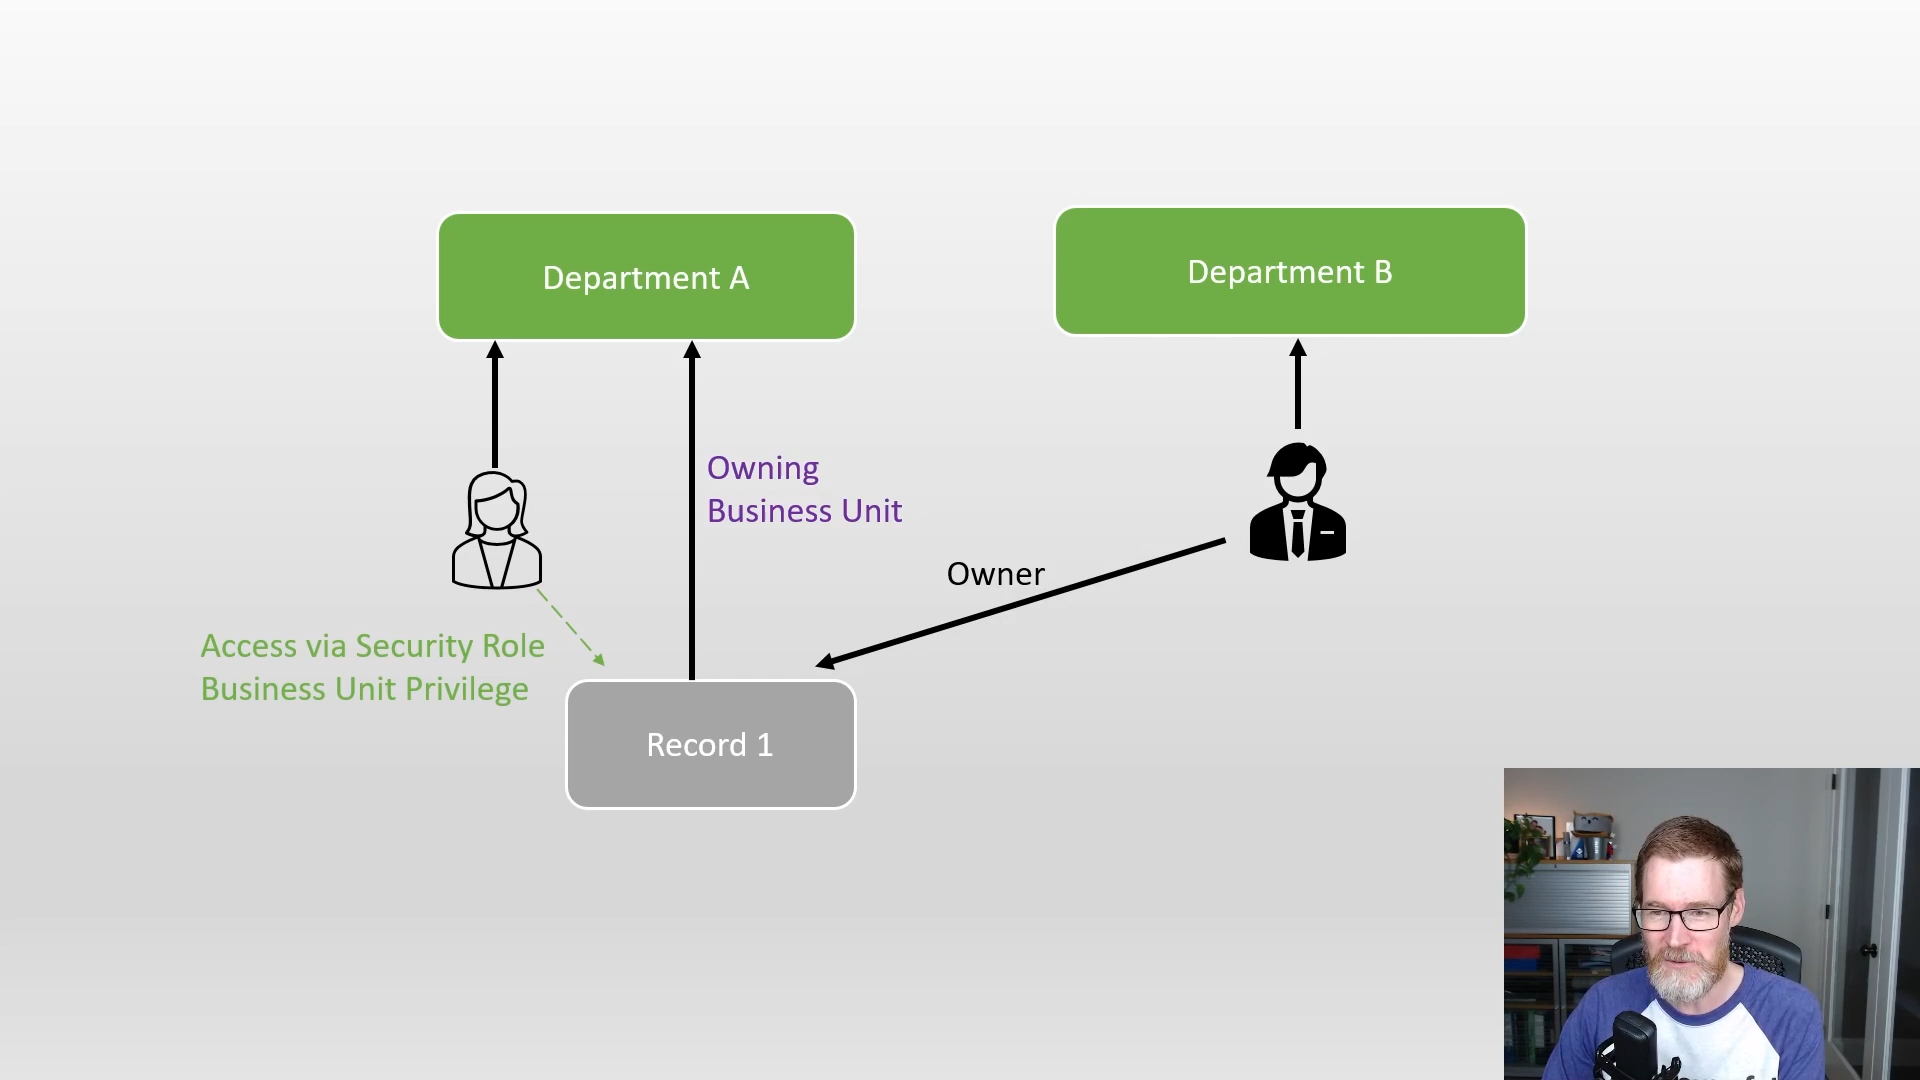 Department A
Department B
Owning
Business Unit
Owner
Access via Security Role
Business Unit Privilege
Record 1